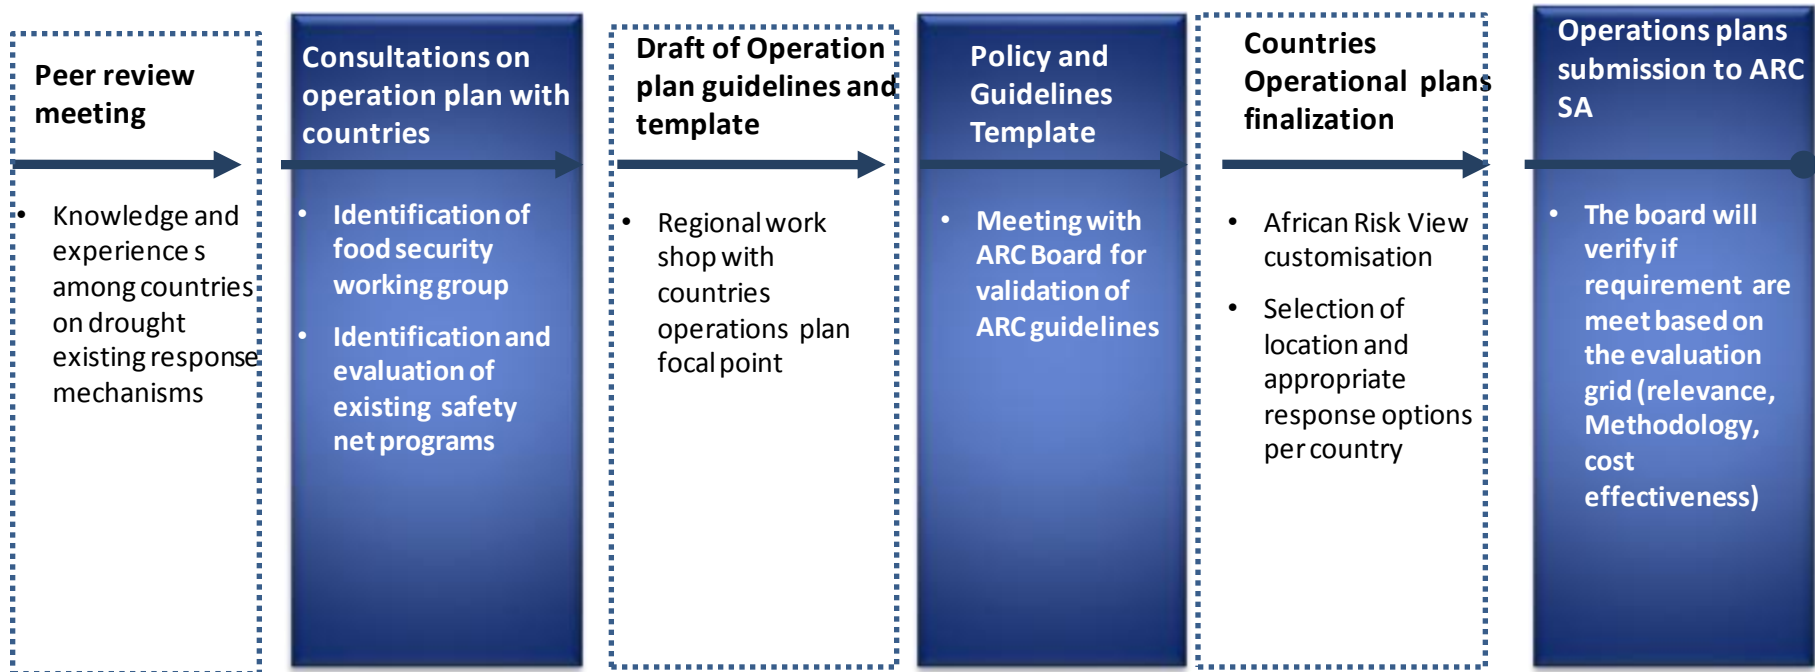 Peer review
meeting
• Knowledge and
experience s
among countries
on drought
existing response
mechanisms
Consultations on
operation plan with
countries
• Identification of
food security
working group
• Identification and
evaluation of
existing safety
net programs
Draft of Operation
plan guidelines and
template
• Regional work
shop with
countries
operations plan
focal point
Policy and
Guidelines
Template
• Meeting with
ARC Board for
validation of
ARC guidelines
Countries
Operational plans
finalization
• African Risk View
customisation
• Selection of
location and
appropriate
response options
per country
Operations plans
submission to ARC
SA
• The board will
verify if
requirement are
meet based on
the evaluation
grid (relevance,
Methodology,
cost
effectiveness)